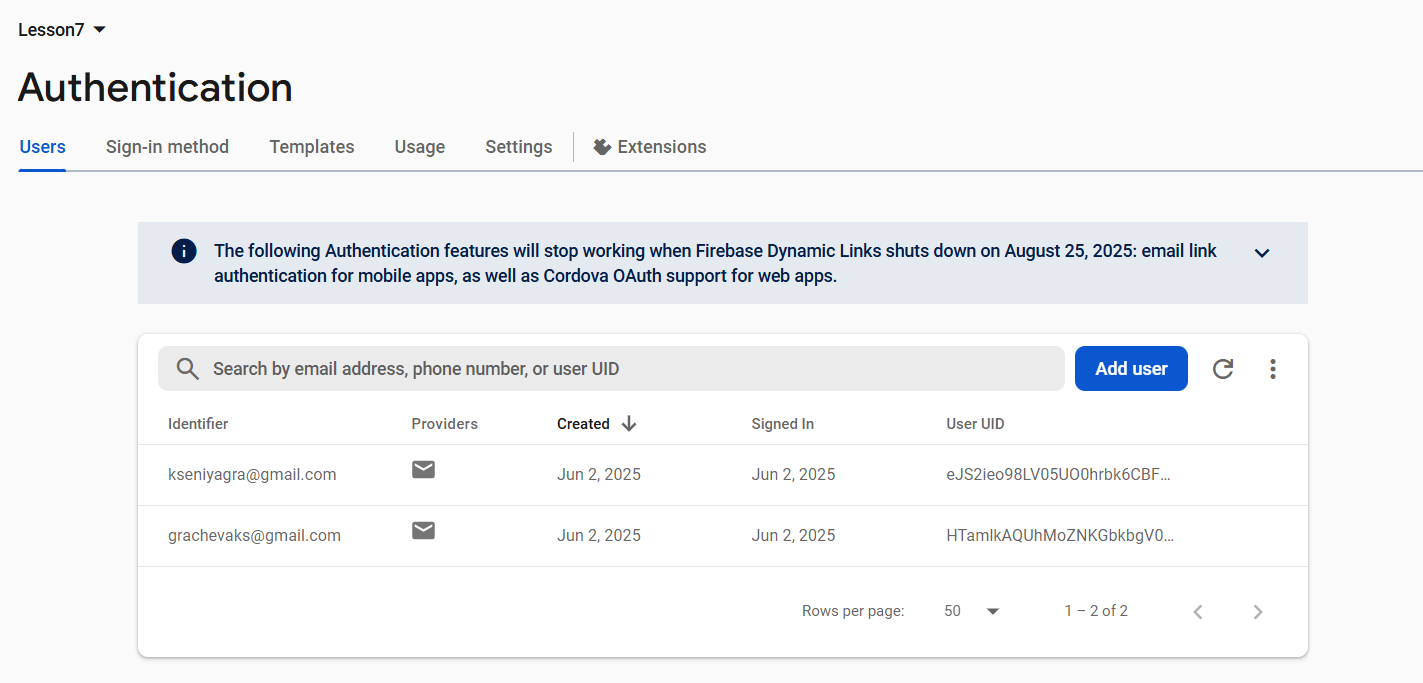 Lesson7
Authentication
Users Sign-in method Templates Usage Settings Extensions
The following Authentication features will stop working when Firebase Dynamic Links shuts down on August 25, 2025: email link
authentication for mobile apps, as well as Cordova OAuth support for web apps.
Search by email address, phone number, or user UID Add user
Identifier Providers Created Signed In User UID
kseniyagra@gmail.com Jun 2, 2025 Jun 2, 2025 eJS2ieo98LV05UO0hrbk6CBF…
grachevaks@gmail.com Jun 2, 2025 Jun 2, 2025 HTamlkAQUhMoZNKGbkbgV0…
Rows per page: 50 1 – 2 of 2